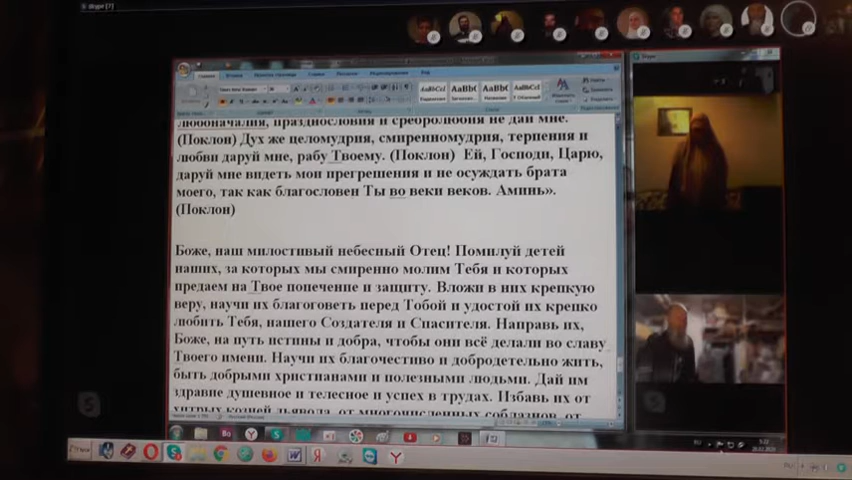 Skype [7]
любоначалия, празднословия и сребролюбия не дай мне.
(Поклон) Дух же целомудрия, смиренномудрия, терпения и
любви даруй мне, рабу Твоему. (Поклон) Ей, Господи, Царю,
даруй мне видеть мои прегрешения и не осуждать брата
моего, так как благословен Ты во веки веков. Аминь».
(Поклон)
Боже, наш милостивый небесный Отец! Помилуй детей
наших, за которых мы смиренно молим Тебя и которых
предаем на Твое попечение и защиту. Вложи в них крепкую
веру, научи их благоговеть перед Тобой и удостой их крепко
любить Тебя, нашего Создателя и Спасителя. Направь их,
Боже, на путь истины и добра, чтобы они всё делали во славу
Твоего имени. Научи их благочестиво и добродетельно жить,
быть добрыми христианами и полезными людьми. Дай им
здравие душевное и телесное и успех в трудах. Избавь их от
хитрых козней дьявола, от многочисленных соблазнов, от